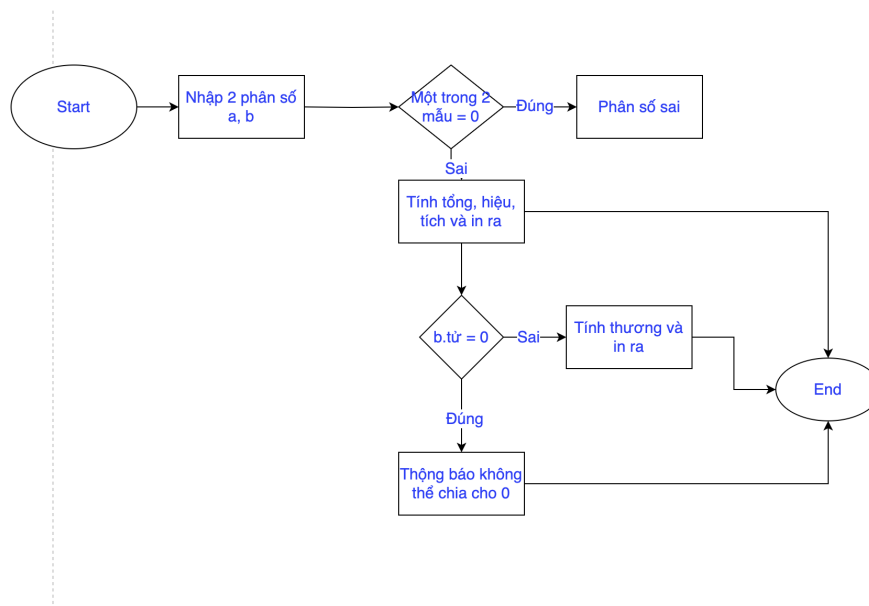 Start
Nhập 2 phân số
a, b
Một trong 2
mẫu = 0
Đúng
Phân số sai
Sai
Tính tổng, hiệu,
tích và in ra
b.tử = 0
Sai
Tính thương và
in ra
End
Đúng
Thộng báo không
thể chia cho 0